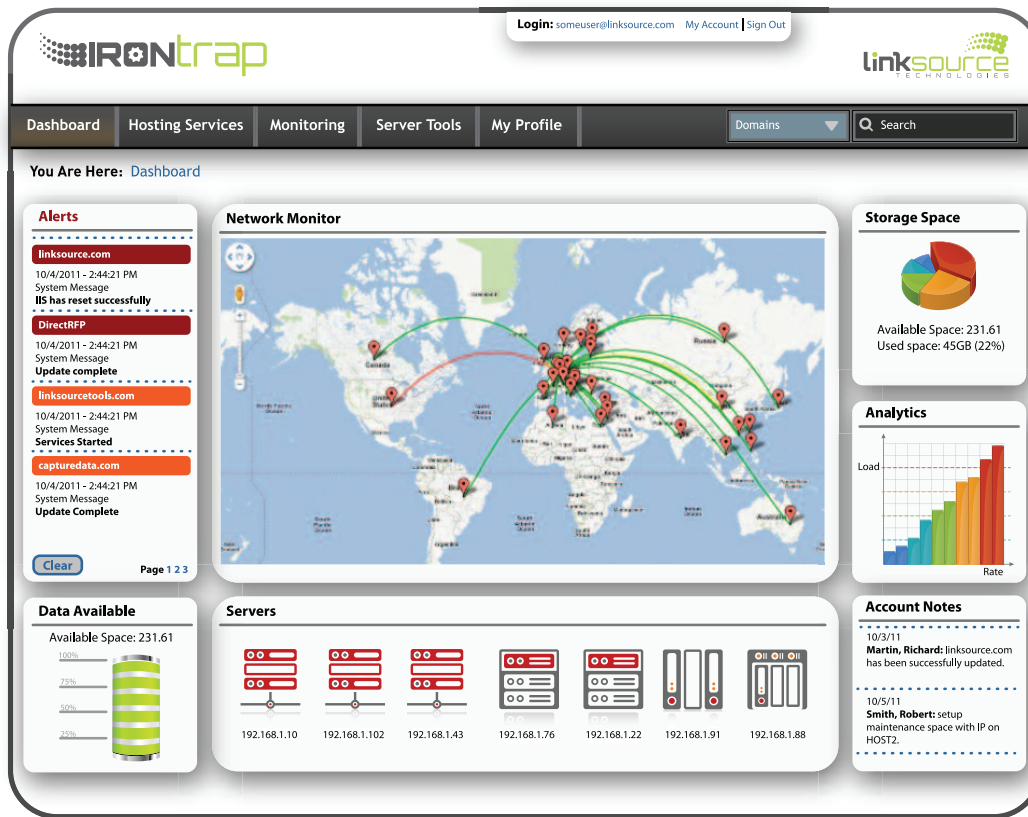 Login: someuser@linksource.com My Account | Sign Out
IRONtrap
linksource
TECHNOLOGIES
Dashboard
Hosting Services
Monitoring
Server Tools
My Profile
Domains
Search
You Are Here: Dashboard
Alerts
linksource.com
10/4/2011 - 2:44:21 PM
System Message
IIS has reset successfully
DirectRFP
10/4/2011 - 2:44:21 PM
System Message
Update complete
linksourcetools.com
10/4/2011 - 2:44:21 PM
System Message
Services Started
capturedata.com
10/4/2011 - 2:44:21 PM
System Message
Update Complete
Clear
Page 1 2 3
Network Monitor
Canada
United States
Russia
Australia
Storage Space
Available Space: 231.61
Used space: 45GB (22%)
Analytics
Load
Rate
Data Available
Available Space: 231.61
100%
75%
50%
25%
Servers
192.168.1.10
192.168.1.102
192.168.1.43
192.168.1.76
192.168.1.22
192.168.1.91
192.168.1.88
Account Notes
10/3/11
Martin, Richard: linksource.com
has been successfully updated.
10/5/11
Smith, Robert: setup
maintenance space with IP on
HOST2.